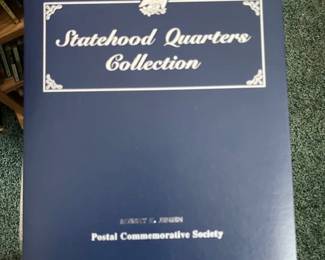 Statehood Quarters
Collection
Postal Commemorative Society